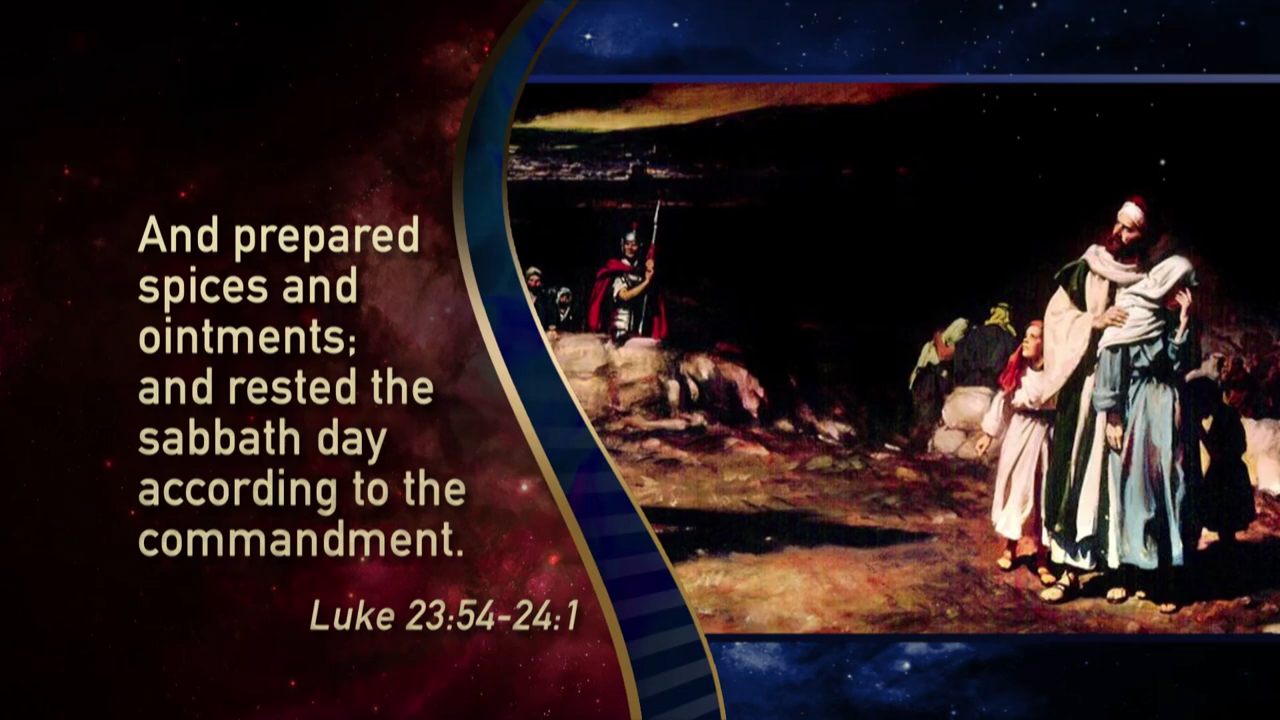 And prepared
spices and
ointments;
and rested the
sabbath day
according to the
commandment.
Luke 23:54-24:1